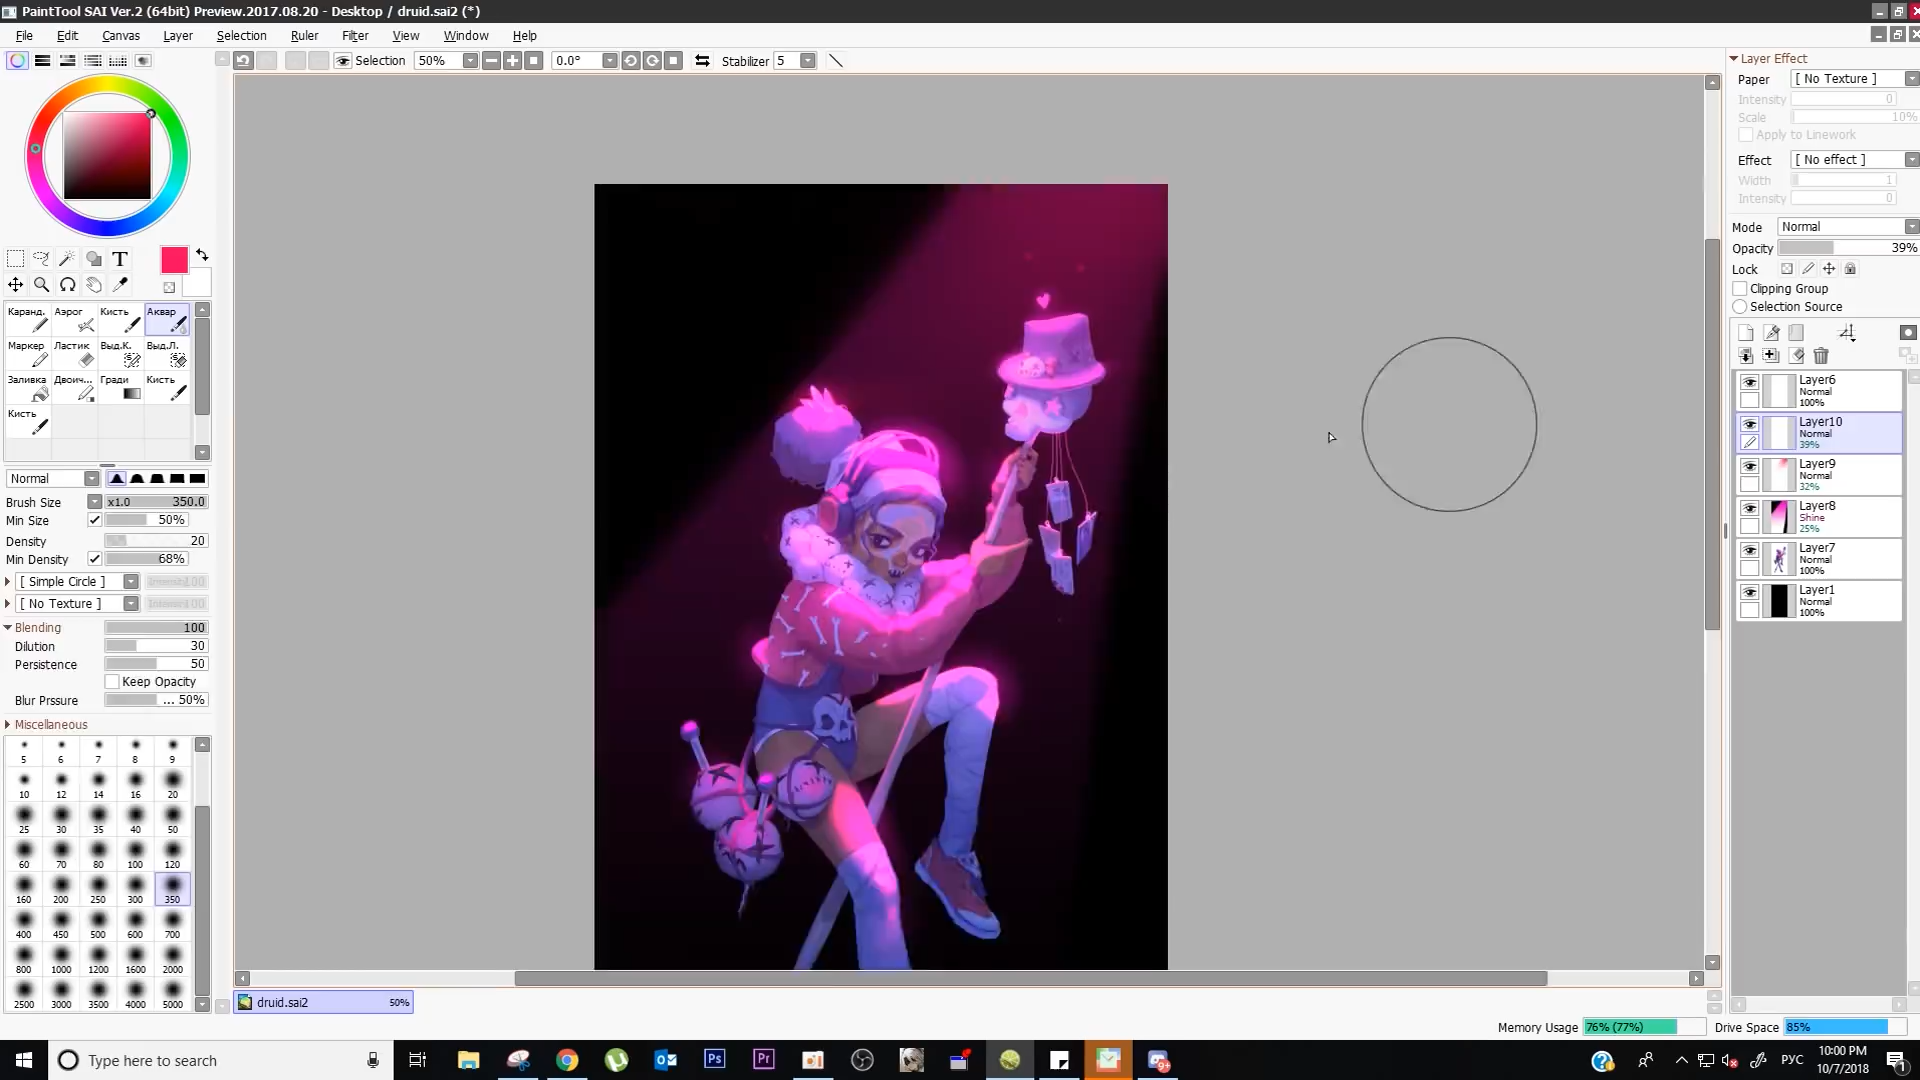 PaintTool SAI Ver.2 (64bit) Preview.2017.08.20 - Desktop / druid.sai2 (*)
File Edit Canvas Layer Selection Ruler Filter View Window Help
Selection 50% 0.0° Stabilizer 5
Layer Effect
Paper [ No Texture ]
Intensity 0
Scale 10%
Apply to Linework
Effect [ No effect ]
Width 1
Intensity 0
Mode Normal
Opacity 39%
Lock
Clipping Group
Selection Source
Layer6
Normal
100%
Layer10
Normal
39%
Layer9
Normal
32%
Layer8
Shine
25%
Layer7
Normal
100%
Layer1
Normal
100%
T
Каранд. Аэрог Кисть Аквар
Маркер Ластик Выд.К. Выд.Л.
Заливка Двоич... Гради Кисть
Кисть
Normal
Brush Size x1.0 350.0
Min Size 50%
Density 20
Min Density 68%
[ Simple Circle ]
[ No Texture ]
Blending 100
Dilution 30
Persistence 50
Keep Opacity
Blur Prssure ... 50%
Miscellaneous
5 6 7 8 9
10 12 14 16 20
25 30 35 40 50
60 70 80 100 120
160 200 250 300 350
400 450 500 600 700
800 1000 1200 1600 2000
2500 3000 3500 4000 5000
druid.sai2 50%
Memory Usage 76% (77%) Drive Space 85%
Type here to search
Ps Pr
9+
РУС
10:00 PM
10/7/2018
1